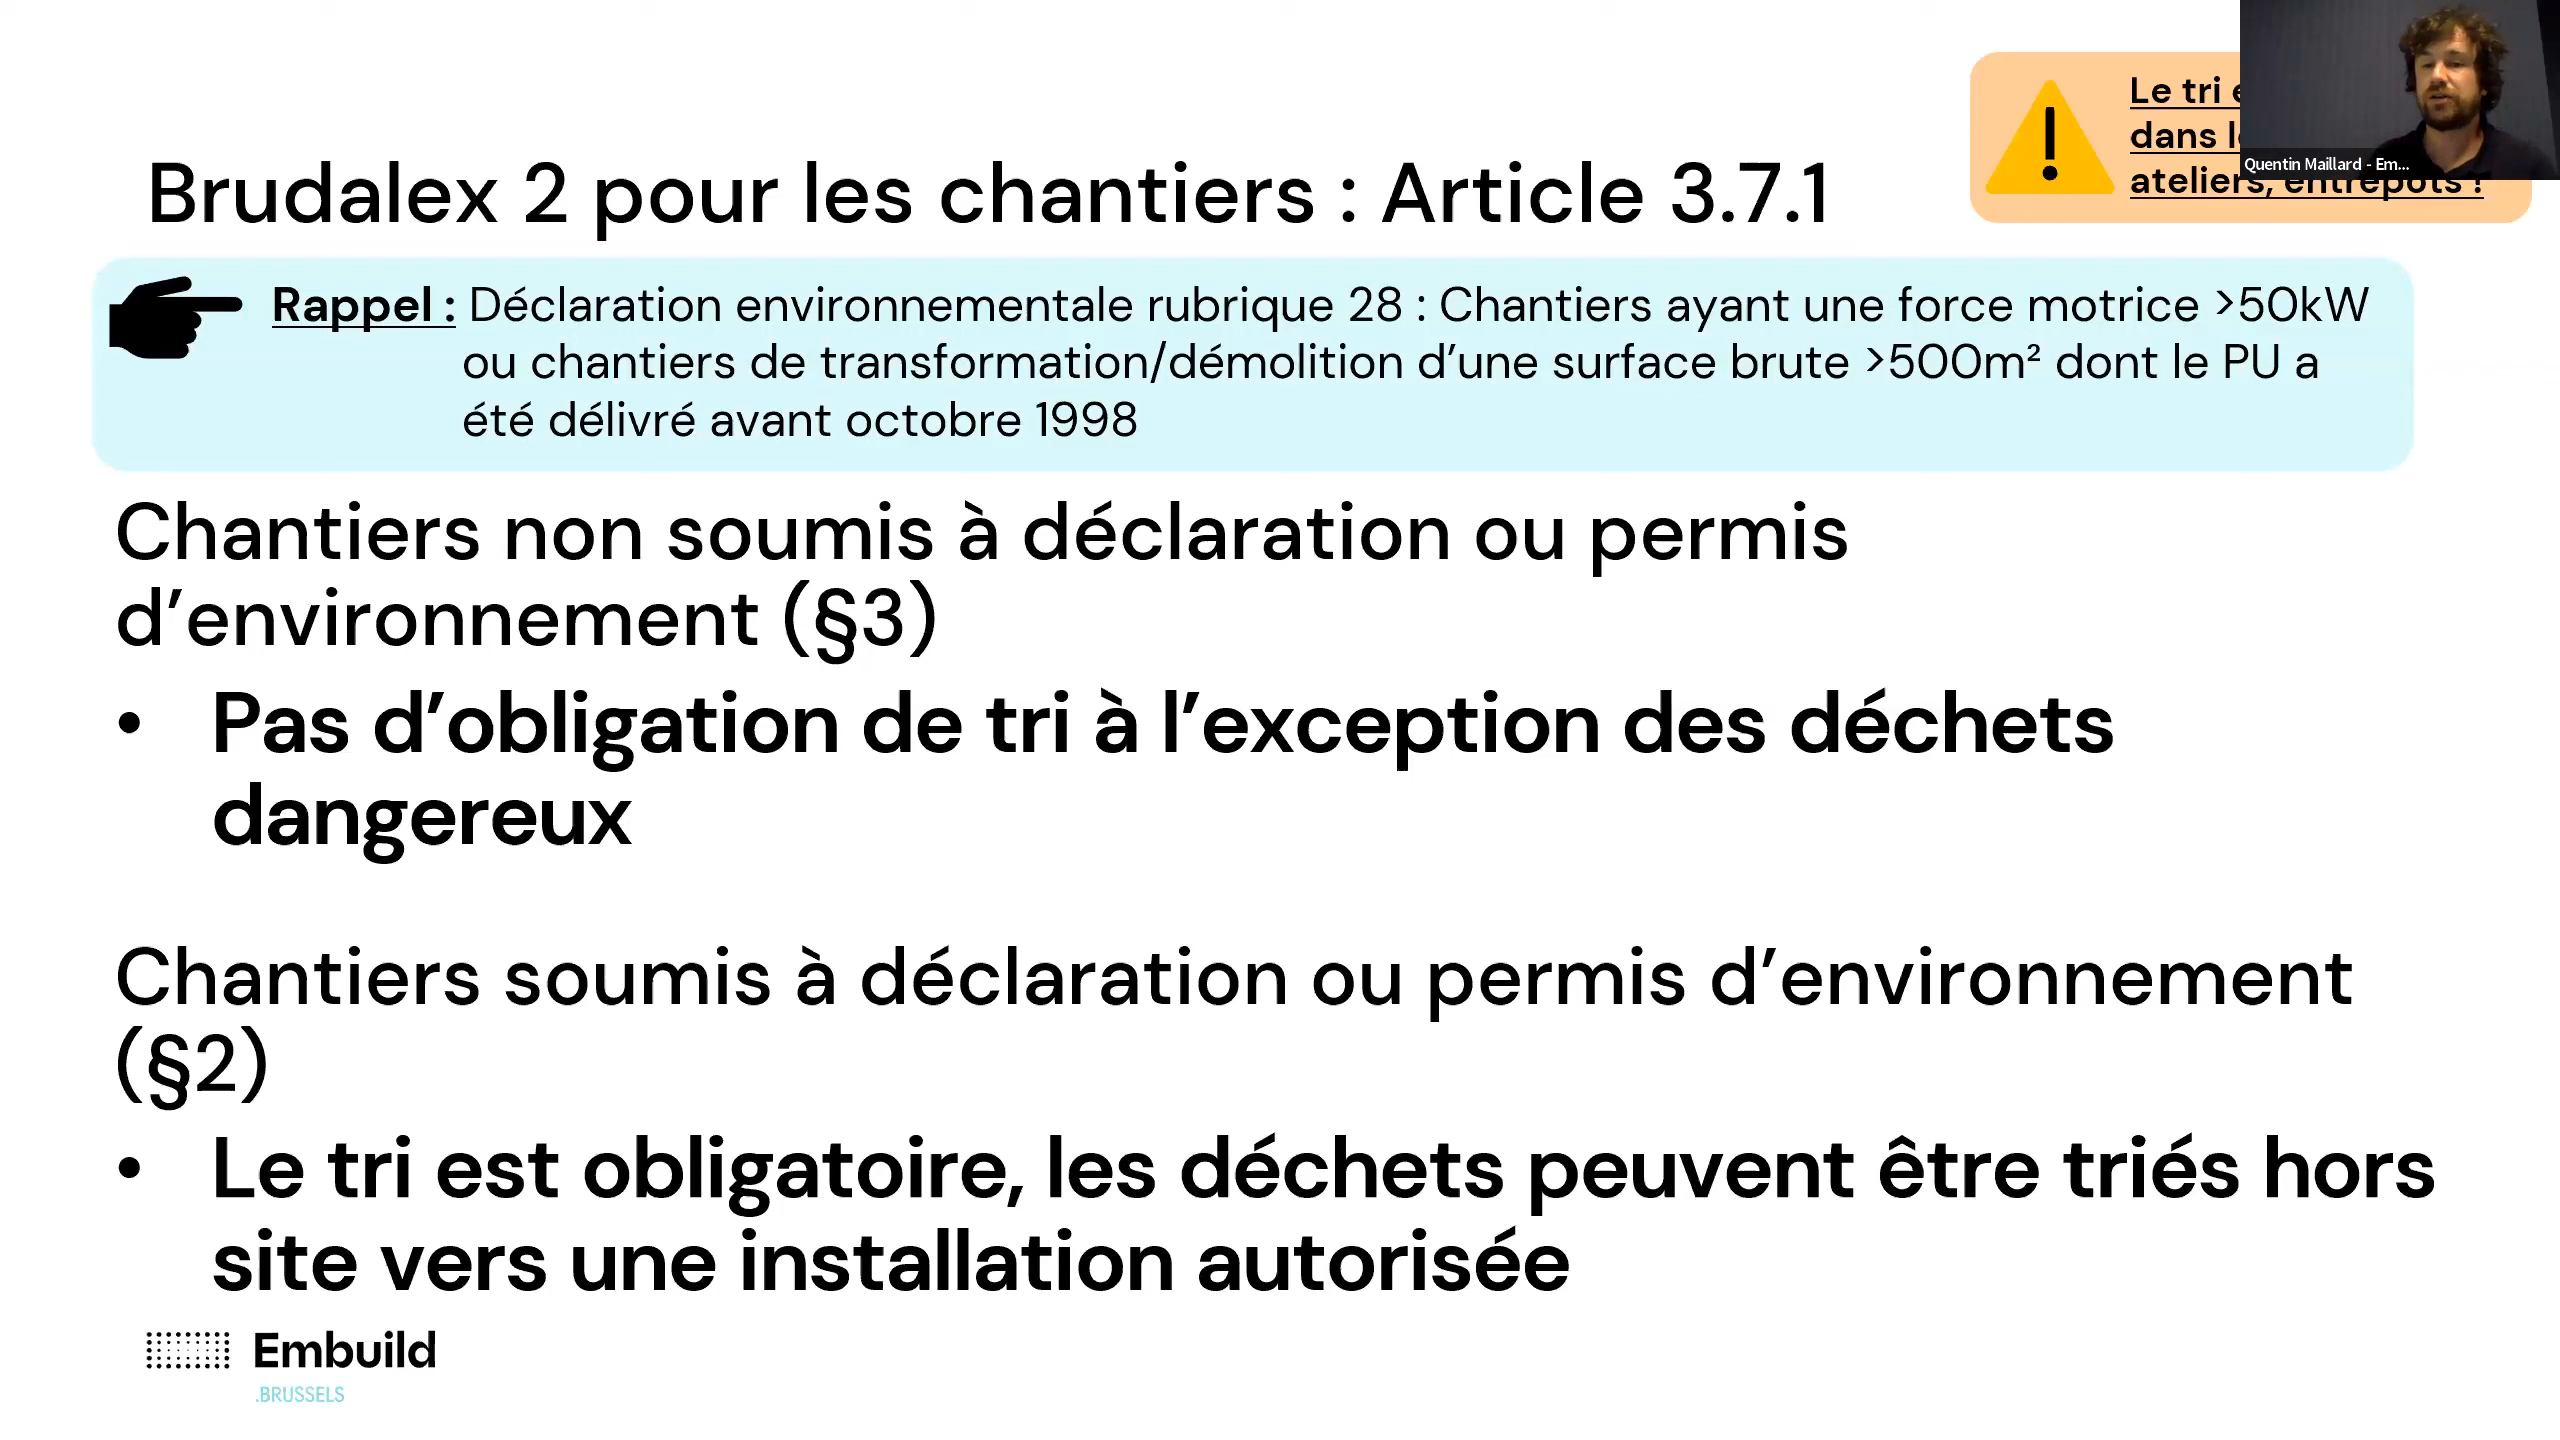 Le tri
dans
ateliers, entrepôts !
Quentin Maillard - Em...
Brudalex 2 pour les chantiers : Article 3.7.1
Rappel : Déclaration environnementale rubrique 28 : Chantiers ayant une force motrice >50kW
ou chantiers de transformation/démolition d’une surface brute >500m² dont le PU a
été délivré avant octobre 1998
Chantiers non soumis à déclaration ou permis
d’environnement (§3)
• Pas d’obligation de tri à l’exception des déchets
dangereux
Chantiers soumis à déclaration ou permis d’environnement
(§2)
• Le tri est obligatoire, les déchets peuvent être triés hors
site vers une installation autorisée
Embuild
.BRUSSELS